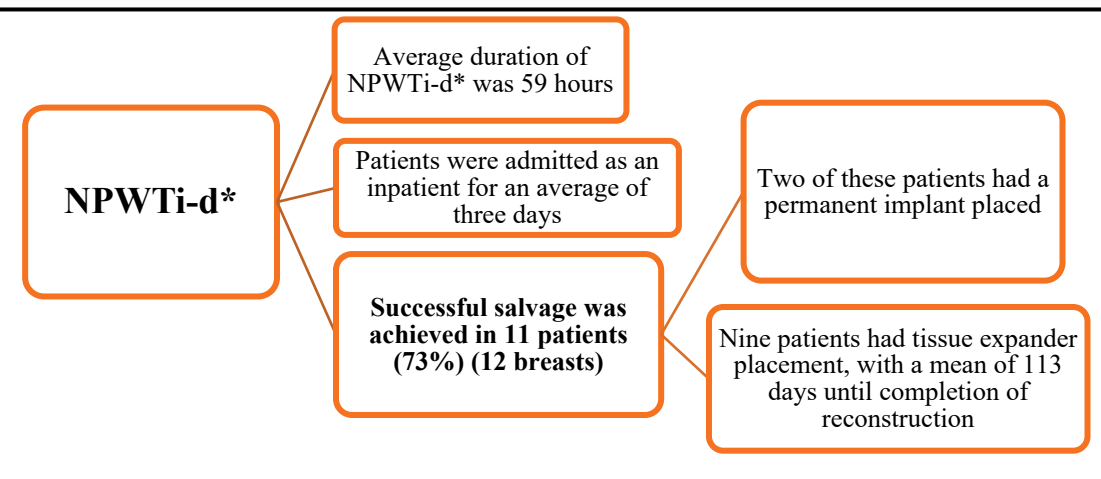 NPWTi-d*
Average duration of
NPWTi-d* was 59 hours
Patients were admitted as an
inpatient for an average of
three days
Successful salvage was
achieved in 11 patients
(73%) (12 breasts)
Two of these patients had a
permanent implant placed
Nine patients had tissue expander
placement, with a mean of 113
days until completion of
reconstruction